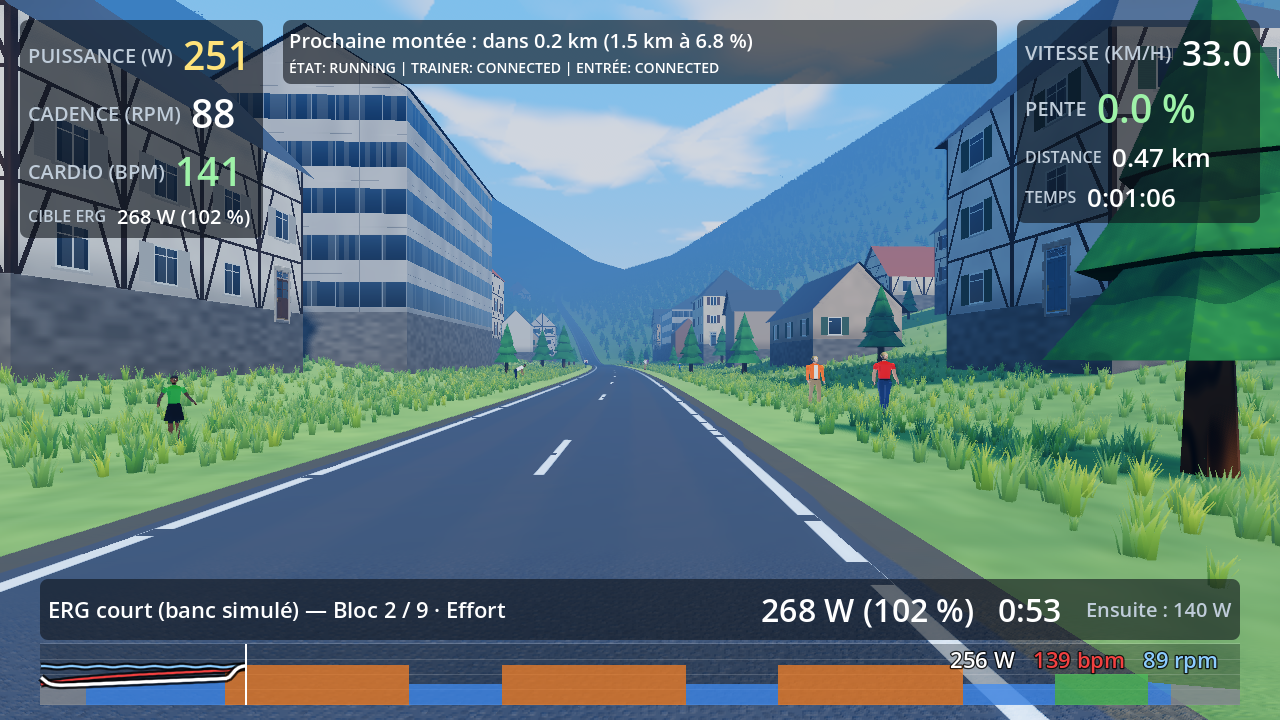 PUISSANCE (W) 251
CADENCE (RPM) 88
CARDIO (BPM) 141
CIBLE ERG 268 W (102 %)
Prochaine montée : dans 0.2 km (1.5 km à 6.8 %)
ÉTAT: RUNNING | TRAINER: CONNECTED | ENTRÉE: CONNECTED
VITESSE (KM/H) 33.0
PENTE 0.0 %
DISTANCE 0.47 km
TEMPS 0:01:06
ERG court (banc simulé) — Bloc 2 / 9 · Effort
268 W (102 %) 0:53 Ensuite : 140 W
256 W 139 bpm 89 rpm